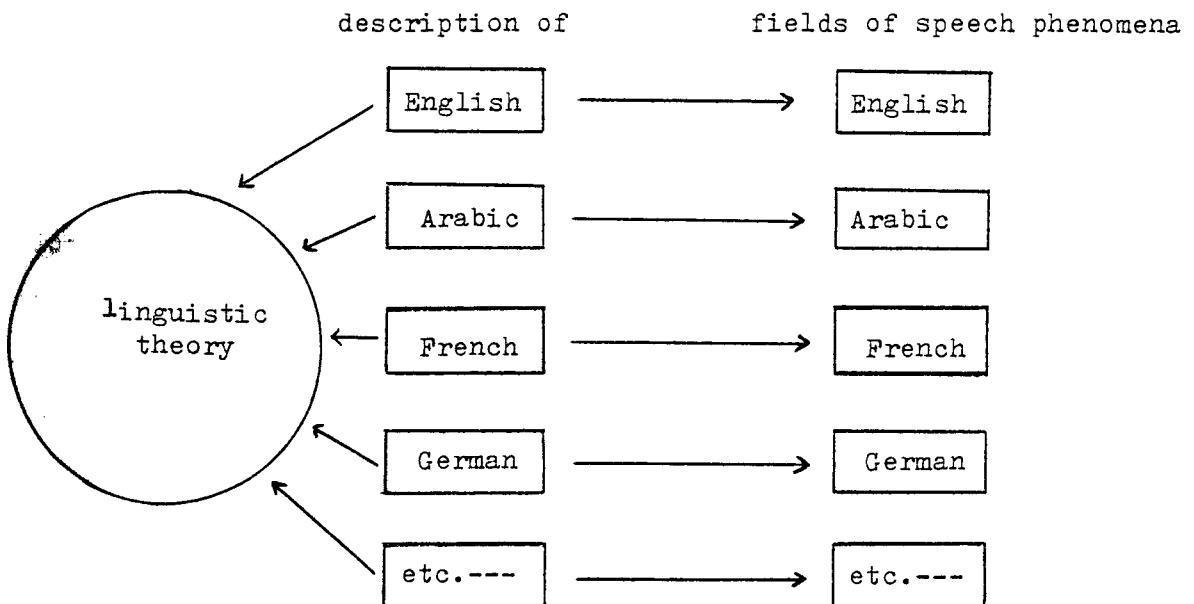 description of fields of speech phenomena
English English
Arabic Arabic
linguistic
theory
French French
German German
etc.--- etc.---